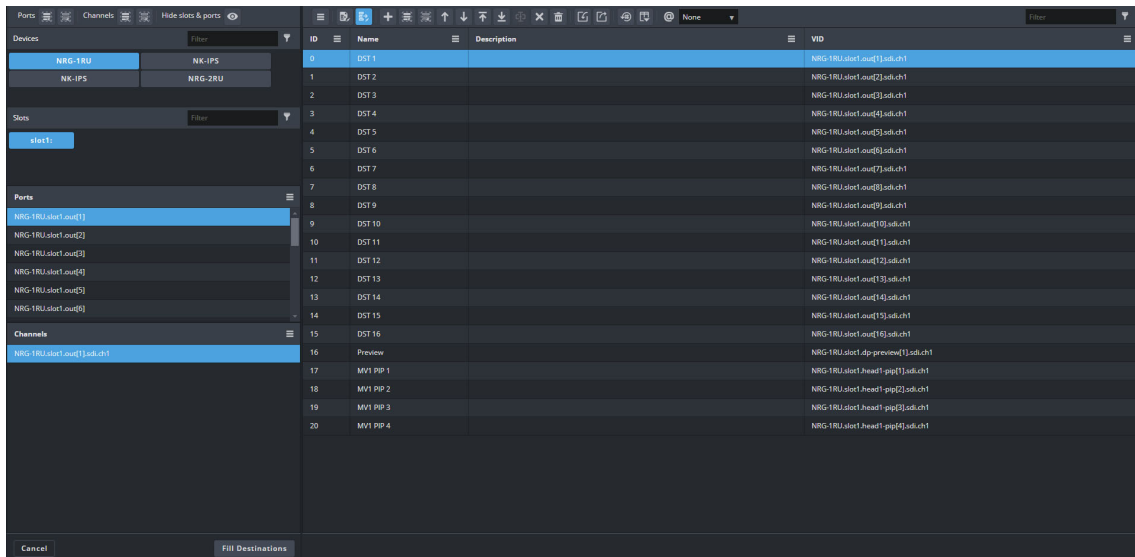 Ports Channels Hide slots & ports @ None Filter
Devices Filter
NRG-1RU NK-IPS
NK-IPS NRG-2RU
Slots Filter
slot1:
Ports
NRG-1RU.slot1.out[1]
NRG-1RU.slot1.out[2]
NRG-1RU.slot1.out[3]
NRG-1RU.slot1.out[4]
NRG-1RU.slot1.out[5]
NRG-1RU.slot1.out[6]
Channels
NRG-1RU.slot1.out[1].sdi.ch1
Cancel Fill Destinations
ID Name Description VID
0 DST 1 NRG-1RU.slot1.out[1].sdi.ch1
1 DST 2 NRG-1RU.slot1.out[2].sdi.ch1
2 DST 3 NRG-1RU.slot1.out[3].sdi.ch1
3 DST 4 NRG-1RU.slot1.out[4].sdi.ch1
4 DST 5 NRG-1RU.slot1.out[5].sdi.ch1
5 DST 6 NRG-1RU.slot1.out[6].sdi.ch1
6 DST 7 NRG-1RU.slot1.out[7].sdi.ch1
7 DST 8 NRG-1RU.slot1.out[8].sdi.ch1
8 DST 9 NRG-1RU.slot1.out[9].sdi.ch1
9 DST 10 NRG-1RU.slot1.out[10].sdi.ch1
10 DST 11 NRG-1RU.slot1.out[11].sdi.ch1
11 DST 12 NRG-1RU.slot1.out[12].sdi.ch1
12 DST 13 NRG-1RU.slot1.out[13].sdi.ch1
13 DST 14 NRG-1RU.slot1.out[14].sdi.ch1
14 DST 15 NRG-1RU.slot1.out[15].sdi.ch1
15 DST 16 NRG-1RU.slot1.out[16].sdi.ch1
16 Preview NRG-1RU.slot1.dp-preview[1].sdi.ch1
17 MV1 PIP 1 NRG-1RU.slot1.head1-pip[1].sdi.ch1
18 MV1 PIP 2 NRG-1RU.slot1.head1-pip[2].sdi.ch1
19 MV1 PIP 3 NRG-1RU.slot1.head1-pip[3].sdi.ch1
20 MV1 PIP 4 NRG-1RU.slot1.head1-pip[4].sdi.ch1